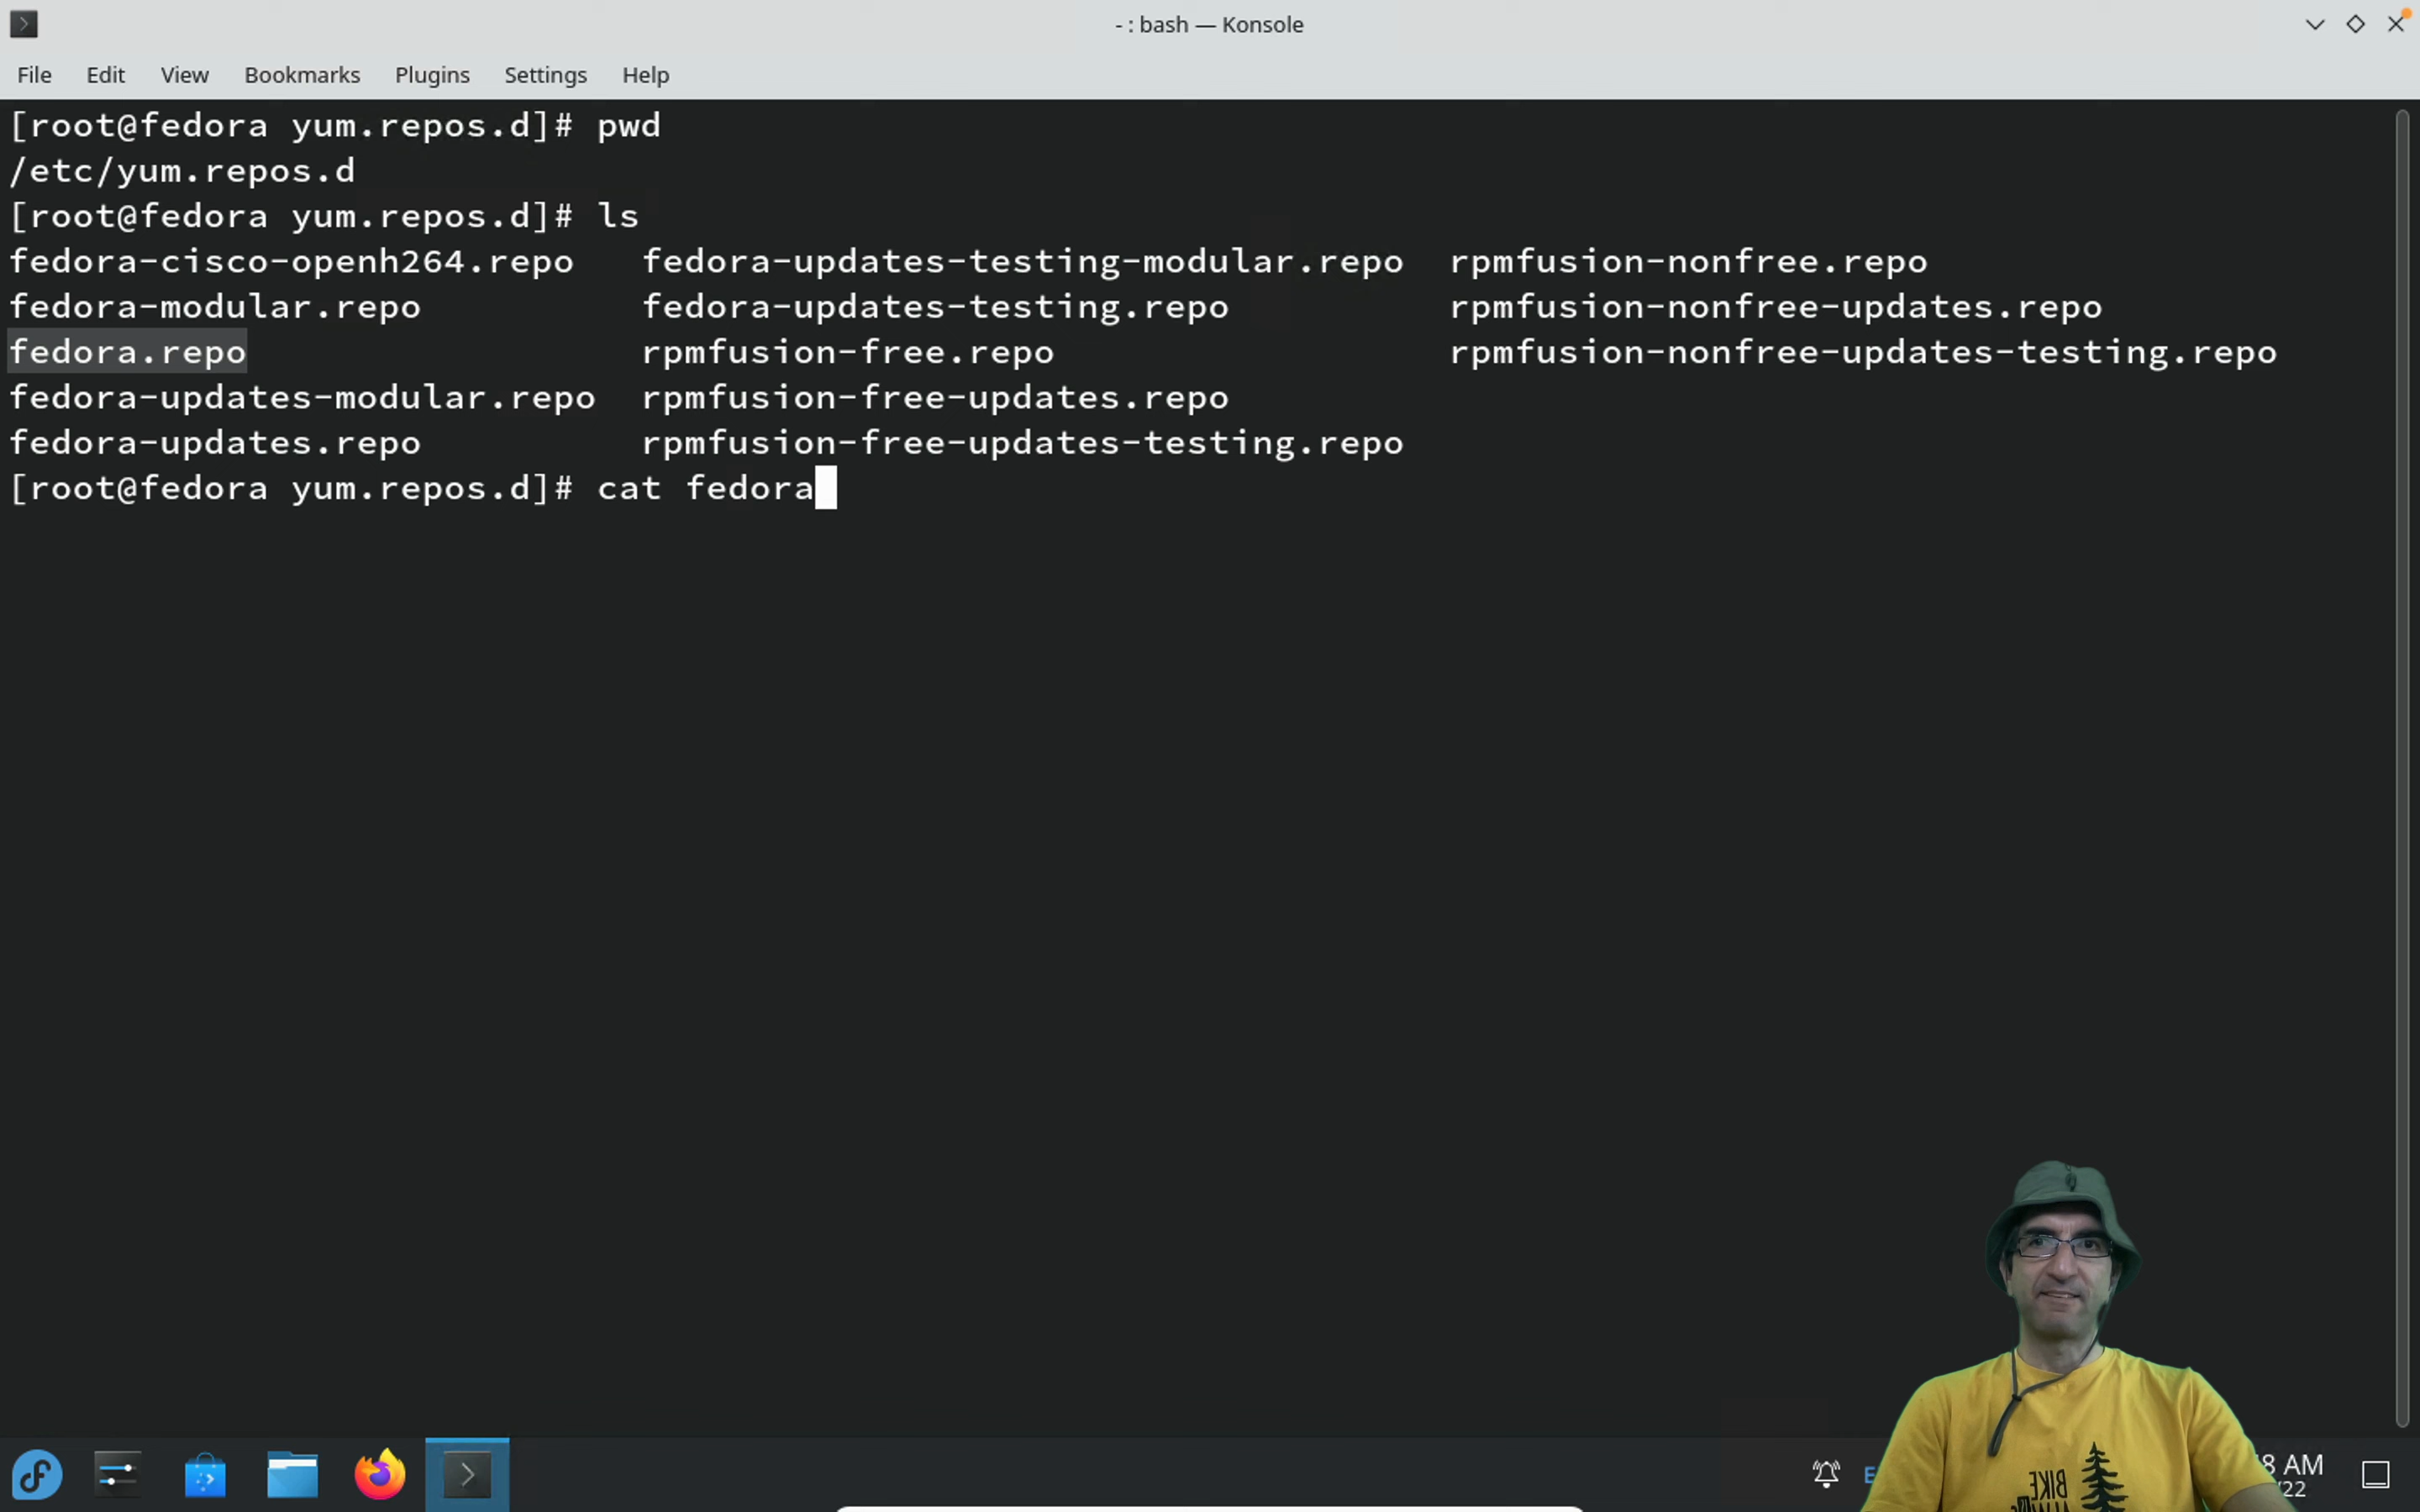 - : bash — Konsole
File Edit View Bookmarks Plugins Settings Help
[root@fedora yum.repos.d]# pwd
/etc/yum.repos.d
[root@fedora yum.repos.d]# ls
fedora-cisco-openh264.repo fedora-updates-testing-modular.repo rpmfusion-nonfree.repo
fedora-modular.repo fedora-updates-testing.repo rpmfusion-nonfree-updates.repo
fedora.repo rpmfusion-free.repo rpmfusion-nonfree-updates-testing.repo
fedora-updates-modular.repo rpmfusion-free-updates.repo
fedora-updates.repo rpmfusion-free-updates-testing.repo
[root@fedora yum.repos.d]# cat fedora
8 AM
/22
BIKE